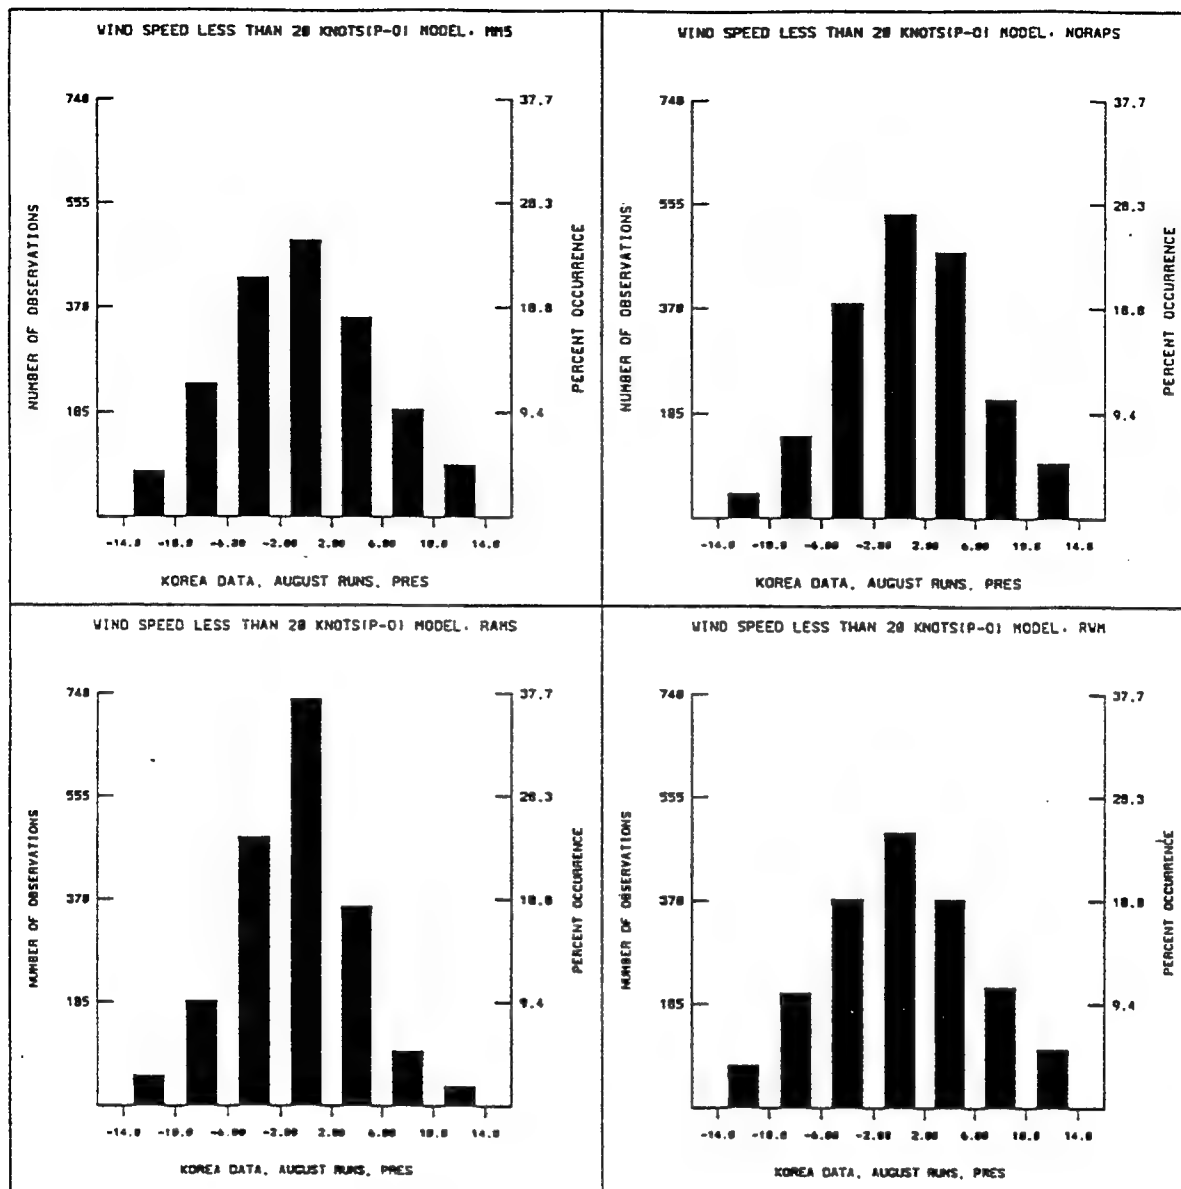 WIND SPEED LESS THAN 20 KNOTS(P-O) MODEL. MM5
740
555
370
185
37.7
28.3
18.8
9.4
NUMBER OF OBSERVATIONS
PERCENT OCCURRENCE
-14.0 -10.0 -6.00 -2.00 2.00 6.00 10.0 14.0
KOREA DATA, AUGUST RUNS, PRES
WIND SPEED LESS THAN 20 KNOTS(P-O) MODEL. NORAPS
740
555
370
185
37.7
28.3
18.8
9.4
NUMBER OF OBSERVATIONS
PERCENT OCCURRENCE
-14.0 -10.0 -6.00 -2.00 2.00 6.00 10.0 14.0
KOREA DATA, AUGUST RUNS, PRES
WIND SPEED LESS THAN 20 KNOTS(P-O) MODEL. RAMS
740
555
370
185
37.7
28.3
18.8
9.4
NUMBER OF OBSERVATIONS
PERCENT OCCURRENCE
-14.0 -10.0 -6.00 -2.00 2.00 6.00 10.0 14.0
KOREA DATA, AUGUST RUNS, PRES
WIND SPEED LESS THAN 20 KNOTS(P-O) MODEL. RWM
740
555
370
185
37.7
28.3
18.8
9.4
NUMBER OF OBSERVATIONS
PERCENT OCCURRENCE
-14.0 -10.0 -6.00 -2.00 2.00 6.00 10.0 14.0
KOREA DATA, AUGUST RUNS, PRES